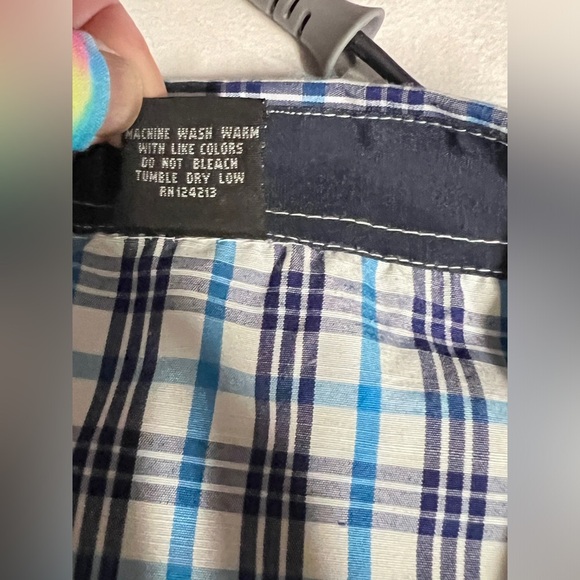 MACHINE WASH WARM
WITH LIKE COLORS
DO NOT BLEACH
TUMBLE DRY LOW
RN124213